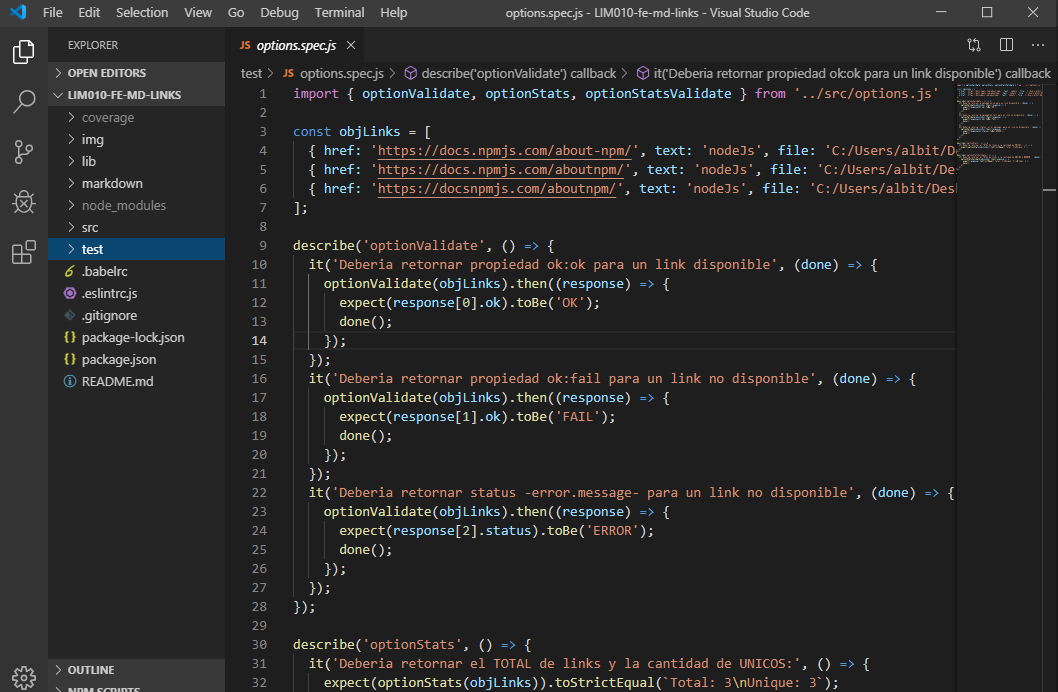 File Edit Selection View Go Debug Terminal Help options.spec.js - LIM010-fe-md-links - Visual Studio Code
EXPLORER
OPEN EDITORS
LIM010-FE-MD-LINKS
coverage
img
lib
markdown
node_modules
src
test
.babelrc
.eslintrc.js
.gitignore
package-lock.json
package.json
README.md
OUTLINE
NPM SCRIPTS
JS options.spec.js
test > JS options.spec.js > describe('optionValidate') callback > it('Deberia retornar propiedad ok:ok para un link disponible') callback
1 import { optionValidate, optionStats, optionStatsValidate } from '../src/options.js'
2
3 const objLinks = [
4 { href: 'https://docs.npmjs.com/about-npm/', text: 'nodeJs', file: 'C:/Users/albit/D
5 { href: 'https://docs.npmjs.com/aboutnpm/', text: 'nodeJs', file: 'C:/Users/albit/De
6 { href: 'https://docsnpmjs.com/aboutnpm/', text: 'nodeJs', file: 'C:/Users/albit/Des
7 ];
8
9 describe('optionValidate', () => {
10 it('Deberia retornar propiedad ok:ok para un link disponible', (done) => {
11 optionValidate(objLinks).then((response) => {
12 expect(response[0].ok).toBe('OK');
13 done();
14 });
15 });
16 it('Deberia retornar propiedad ok:fail para un link no disponible', (done) => {
17 optionValidate(objLinks).then((response) => {
18 expect(response[1].ok).toBe('FAIL');
19 done();
20 });
21 });
22 it('Deberia retornar status -error.message- para un link no disponible', (done) => {
23 optionValidate(objLinks).then((response) => {
24 expect(response[2].status).toBe('ERROR');
25 done();
26 });
27 });
28 });
29
30 describe('optionStats', () => {
31 it('Deberia retornar el TOTAL de links y la cantidad de UNICOS:', () => {
32 expect(optionStats(objLinks)).toStrictEqual(`Total: 3\nUnique: 3`);